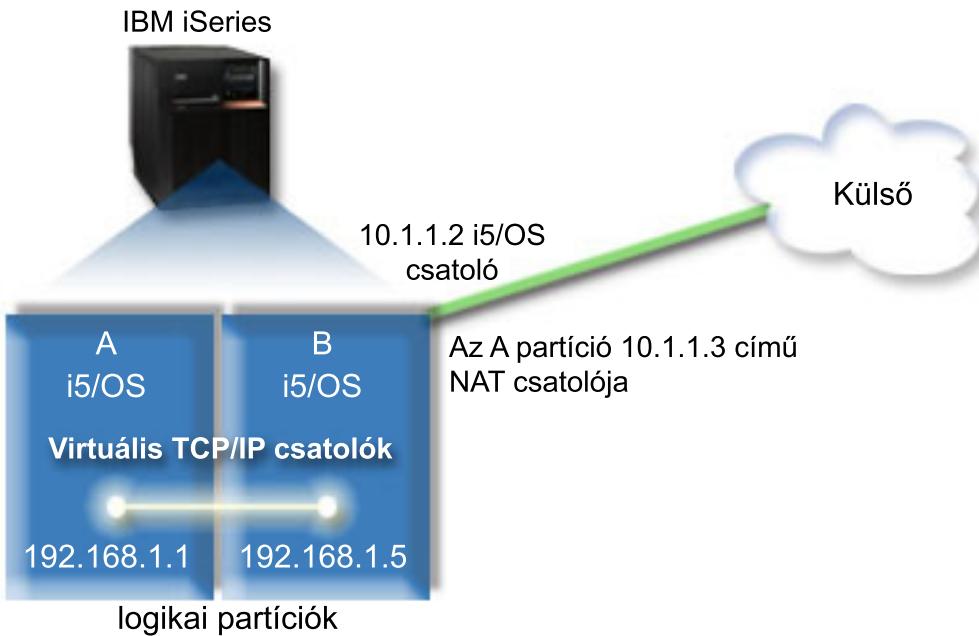 IBM iSeries
Külső
10.1.1.2 i5/OS
csatoló
A
i5/OS
B
i5/OS
Az A partíció 10.1.1.3 című
NAT csatolója
Virtuális TCP/IP csatolók
192.168.1.1
192.168.1.5
logikai partíciók